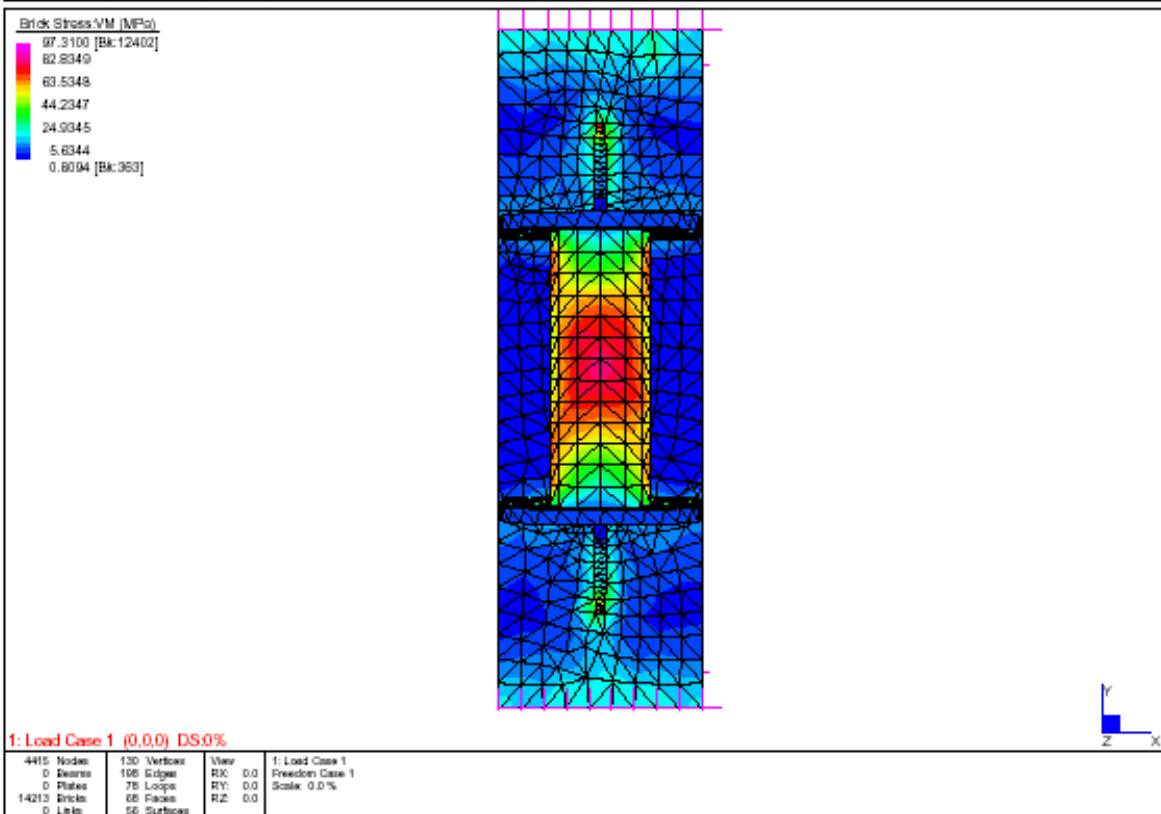 Brick Stress:VM (MPa)
97.3100 [Bk:12402]
82.8349
63.5348
44.2347
24.9345
5.6344
0.8094 [Bk:363]
Y
Z X
1: Load Case 1 (0,0,0) DS:0%
4415 Nodes 130 Vertices View 1: Load Case 1
0 Beams 198 Edges RX: 0.0 Freedom Case 1
0 Plates 78 Loops RY: 0.0 Scale: 0.0 %
14213 Bricks 68 Faces RZ: 0.0
0 Links 56 Surfaces